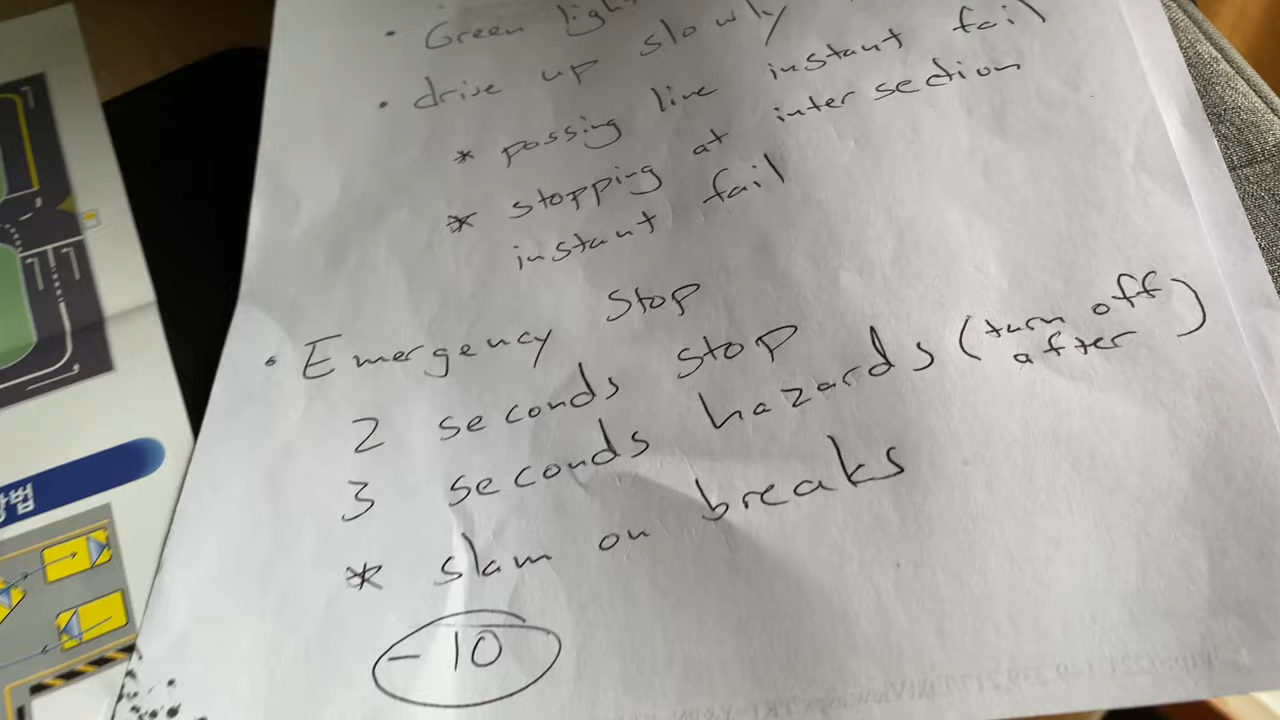 • Green light
• drive up slowly
* passing line instant fail
* stopping at intersection
instant fail
• Emergency Stop
2 seconds stop
3 seconds hazards (turn off after)
* slam on breaks
-10
법